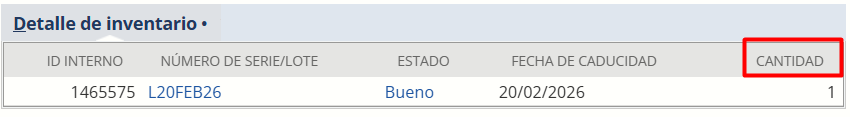 Detalle de inventario •
ID INTERNO NÚMERO DE SERIE/LOTE ESTADO FECHA DE CADUCIDAD CANTIDAD
1465575 L20FEB26 Bueno 20/02/2026 1